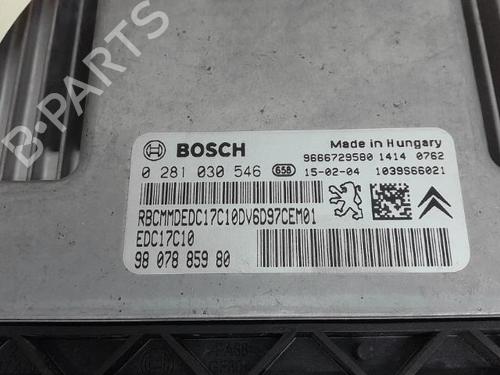 B-PARTS
BOSCH
Made in Hungary
9666729580 1414 0762
0 281 030 546 658
15-02-04 1039S66021
RBCMMDEDC17C10DV6D97CEM01
EDC17C10
98 078 859 80